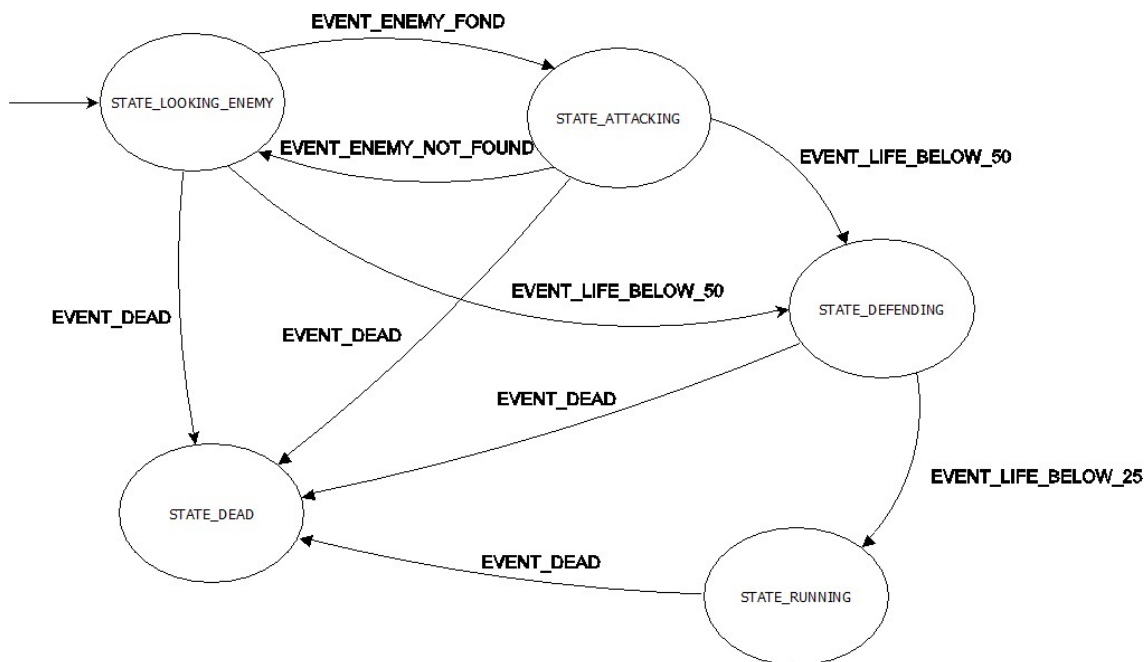 EVENT_ENEMY_FOND
STATE_LOOKING_ENEMY
STATE_ATTACKING
EVENT_ENEMY_NOT_FOUND
EVENT_LIFE_BELOW_50
EVENT_LIFE_BELOW_50
STATE_DEFENDING
EVENT_DEAD
EVENT_DEAD
EVENT_DEAD
EVENT_LIFE_BELOW_25
STATE_DEAD
EVENT_DEAD
STATE_RUNNING